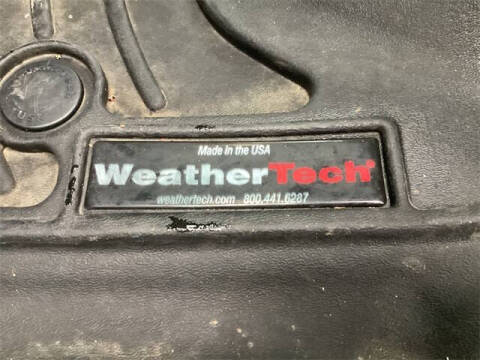 Made in the USA
WeatherTech®
weathertech.com 800.441.6287